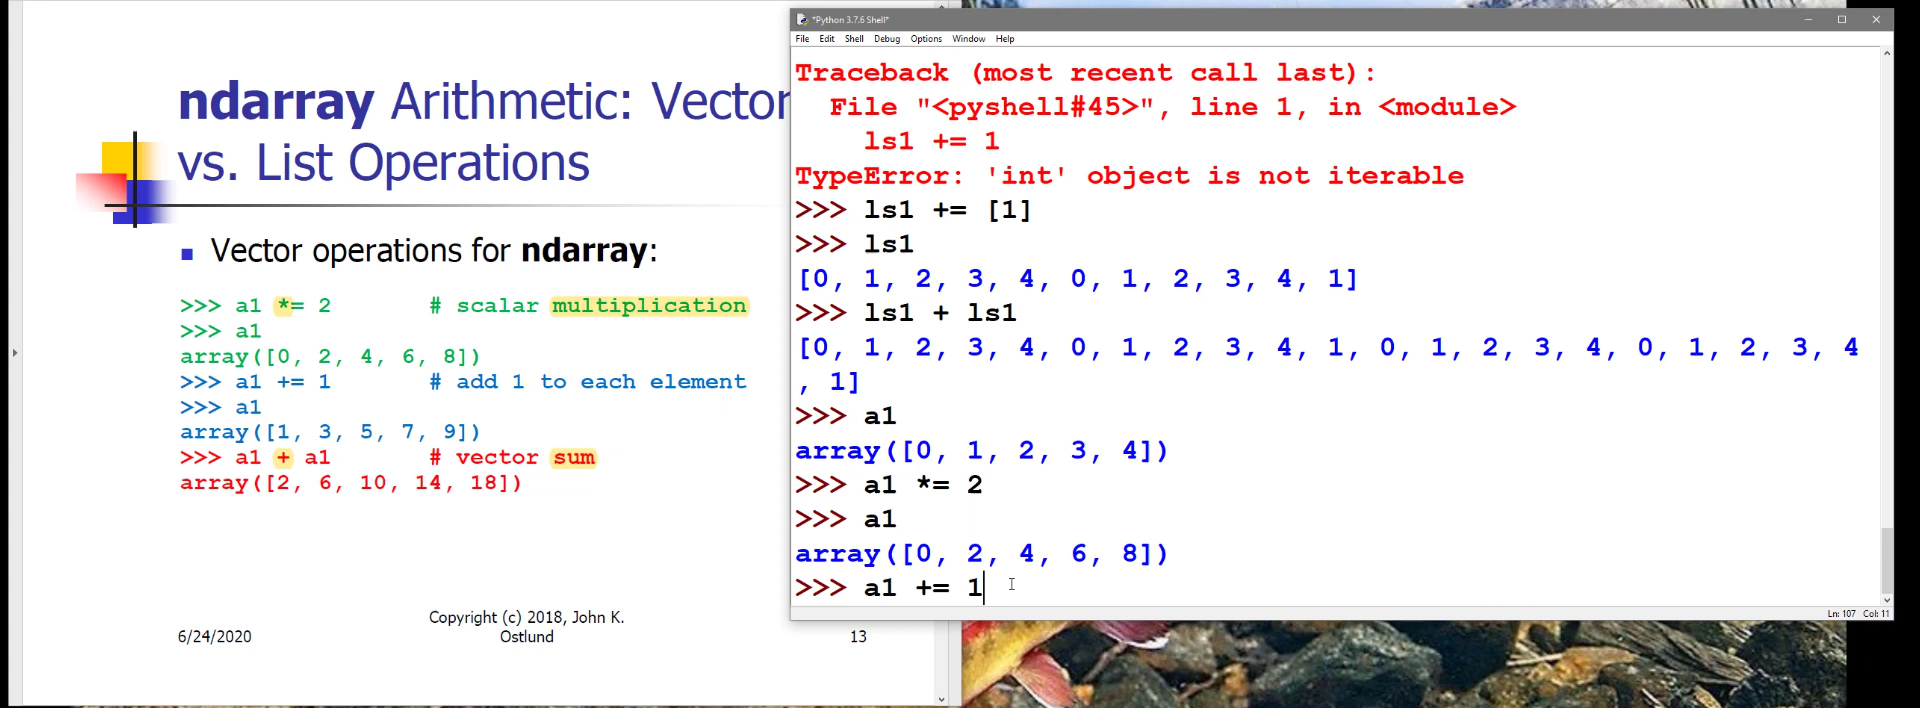 ndarray Arithmetic: Vector
vs. List Operations
Vector operations for ndarray:
>>> a1 *= 2 # scalar multiplication
>>> a1
array([0, 2, 4, 6, 8])
>>> a1 += 1 # add 1 to each element
>>> a1
array([1, 3, 5, 7, 9])
>>> a1 + a1 # vector sum
array([2, 6, 10, 14, 18])
6/24/2020
Copyright (c) 2018, John K.
Ostlund
13
*Python 3.7.6 Shell*
File Edit Shell Debug Options Window Help
Traceback (most recent call last):
File "<pyshell#45>", line 1, in <module>
ls1 += 1
TypeError: 'int' object is not iterable
>>> ls1 += [1]
>>> ls1
[0, 1, 2, 3, 4, 0, 1, 2, 3, 4, 1]
>>> ls1 + ls1
[0, 1, 2, 3, 4, 0, 1, 2, 3, 4, 1, 0, 1, 2, 3, 4, 0, 1, 2, 3, 4
, 1]
>>> a1
array([0, 1, 2, 3, 4])
>>> a1 *= 2
>>> a1
array([0, 2, 4, 6, 8])
>>> a1 += 1
Ln: 107 Col: 11